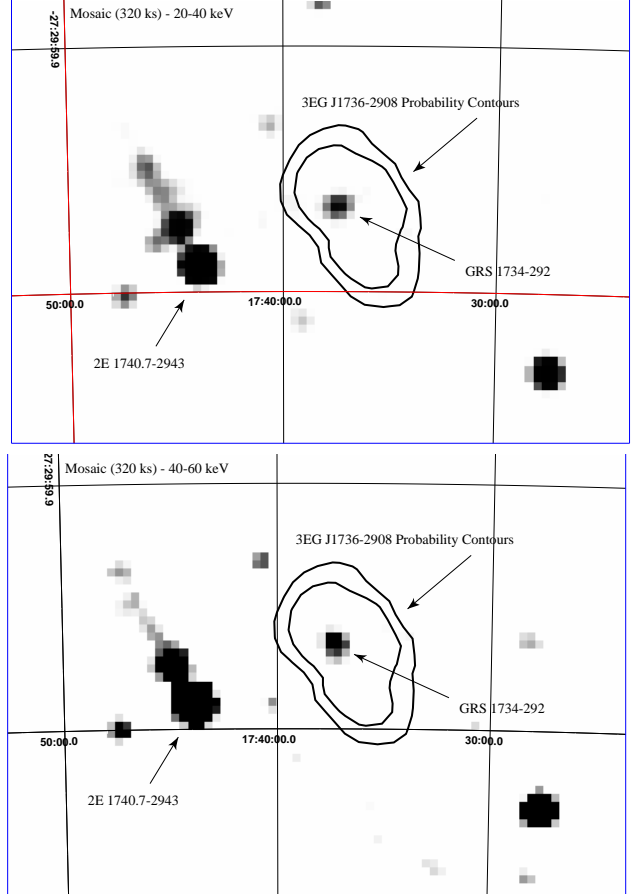 Mosaic (320 ks) - 20-40 keV
-27:29:59.9
3EG J1736-2908 Probability Contours
GRS 1734-292
50:00.0
17:40:00.0
30:00.0
2E 1740.7-2943
Mosaic (320 ks) - 40-60 keV
27:29:59.9
3EG J1736-2908 Probability Contours
GRS 1734-292
50:00.0
17:40:00.0
30:00.0
2E 1740.7-2943